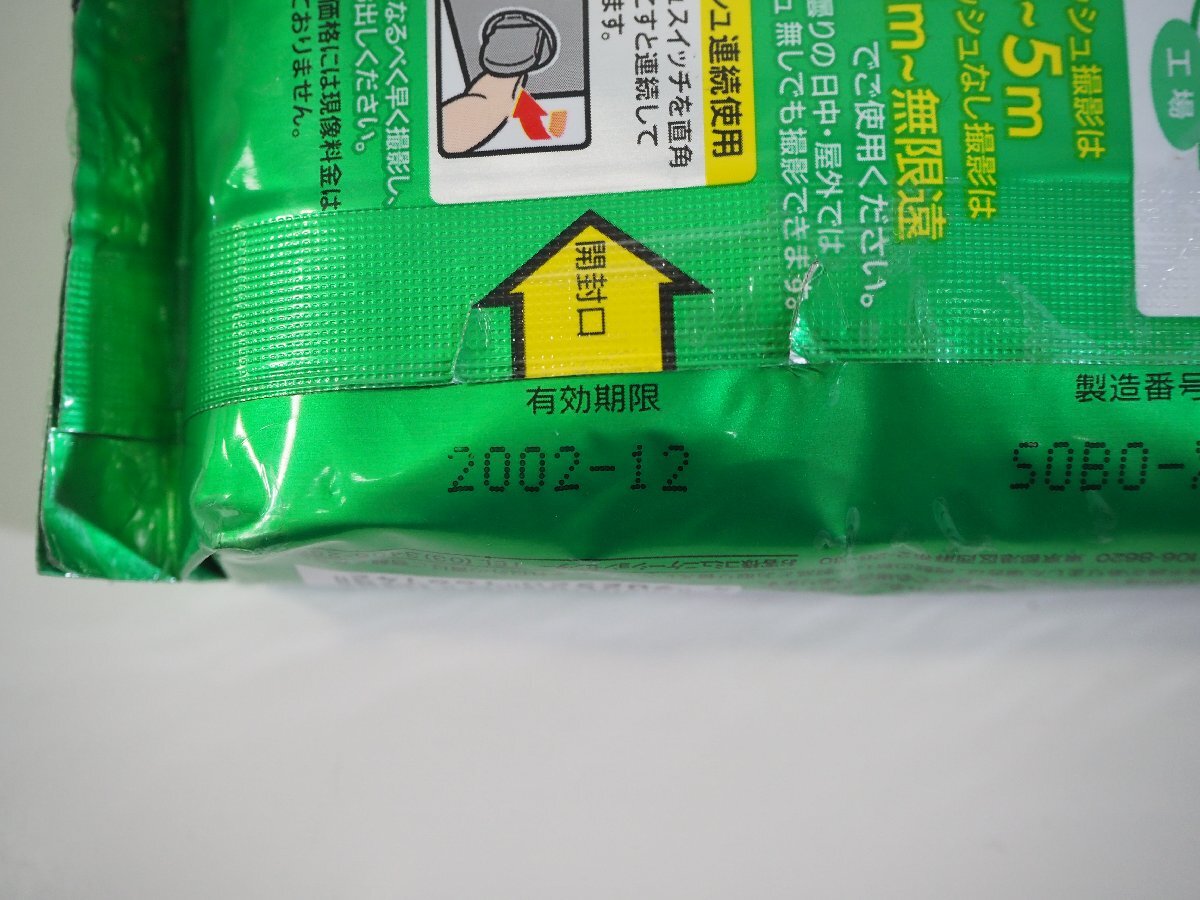 ュ連続使用
ュスイッチを直角
こすと連続して
ます。
なるべく早く撮影し、
出しください。
価格には現像料金は
おりません。
シュ撮影は
～5m
シュなし撮影は
m～無限遠
でご使用ください。
曇りの日中・屋外では
ュ無しでも撮影できます。
工場
開封口
有効期限
2002-12
製造番号
S0B0-